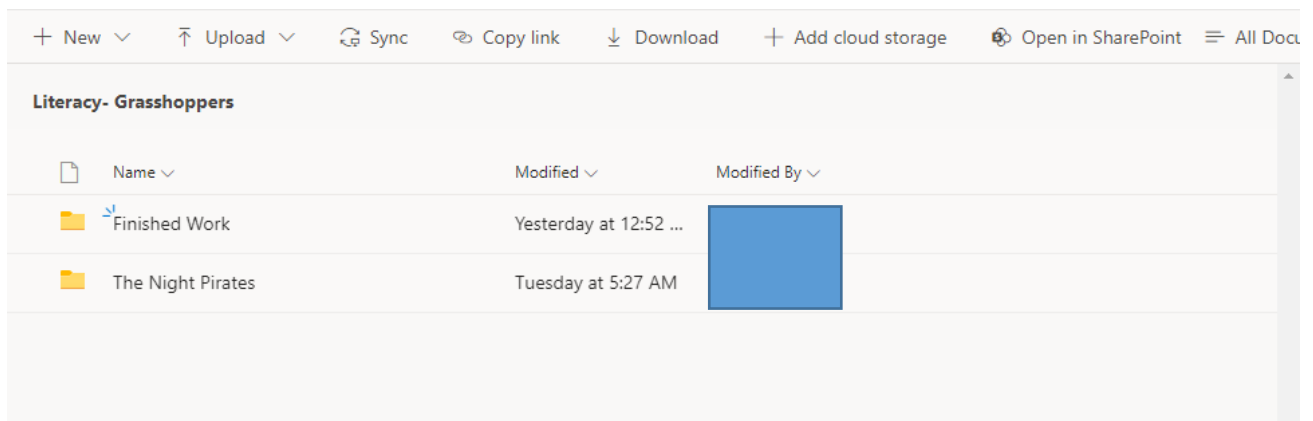 New Upload Sync Copy link Download Add cloud storage Open in SharePoint All Docu
Literacy- Grasshoppers
Name Modified Modified By
Finished Work Yesterday at 12:52 ...
The Night Pirates Tuesday at 5:27 AM